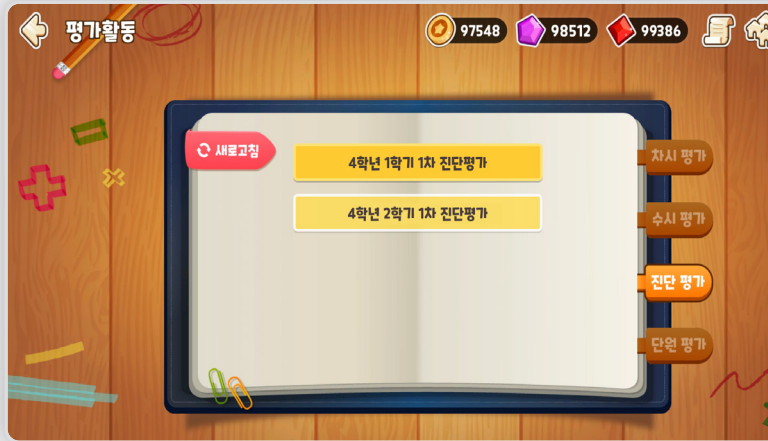 평가활동
97548
98512
99386
새로고침
4학년 1학기 1차 진단평가
4학년 2학기 1차 진단평가
차시 평가
수시 평가
진단 평가
단원 평가